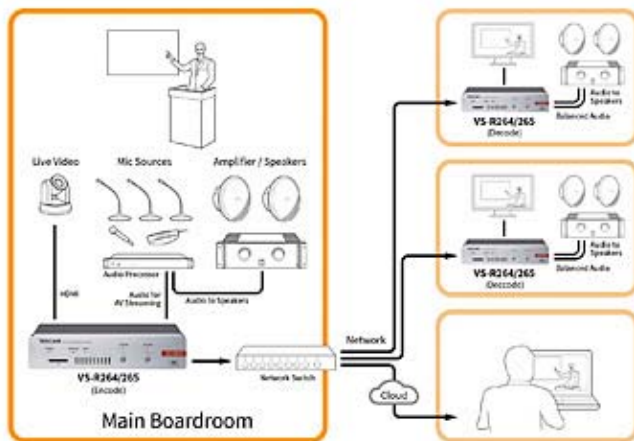 Live Video
Mic Sources
Amplifier / Speakers
Audio Processor
HDMI
Audio for
AV Streaming
Audio to Speakers
TASCAM
VS-R264/265
(Encode)
Network Switch
Main Boardroom
Network
Cloud
VS-R264/265
(Decode)
Audio to
Speakers
Balanced Audio
VS-R264/265
(Decode)
Audio to
Speakers
Balanced Audio